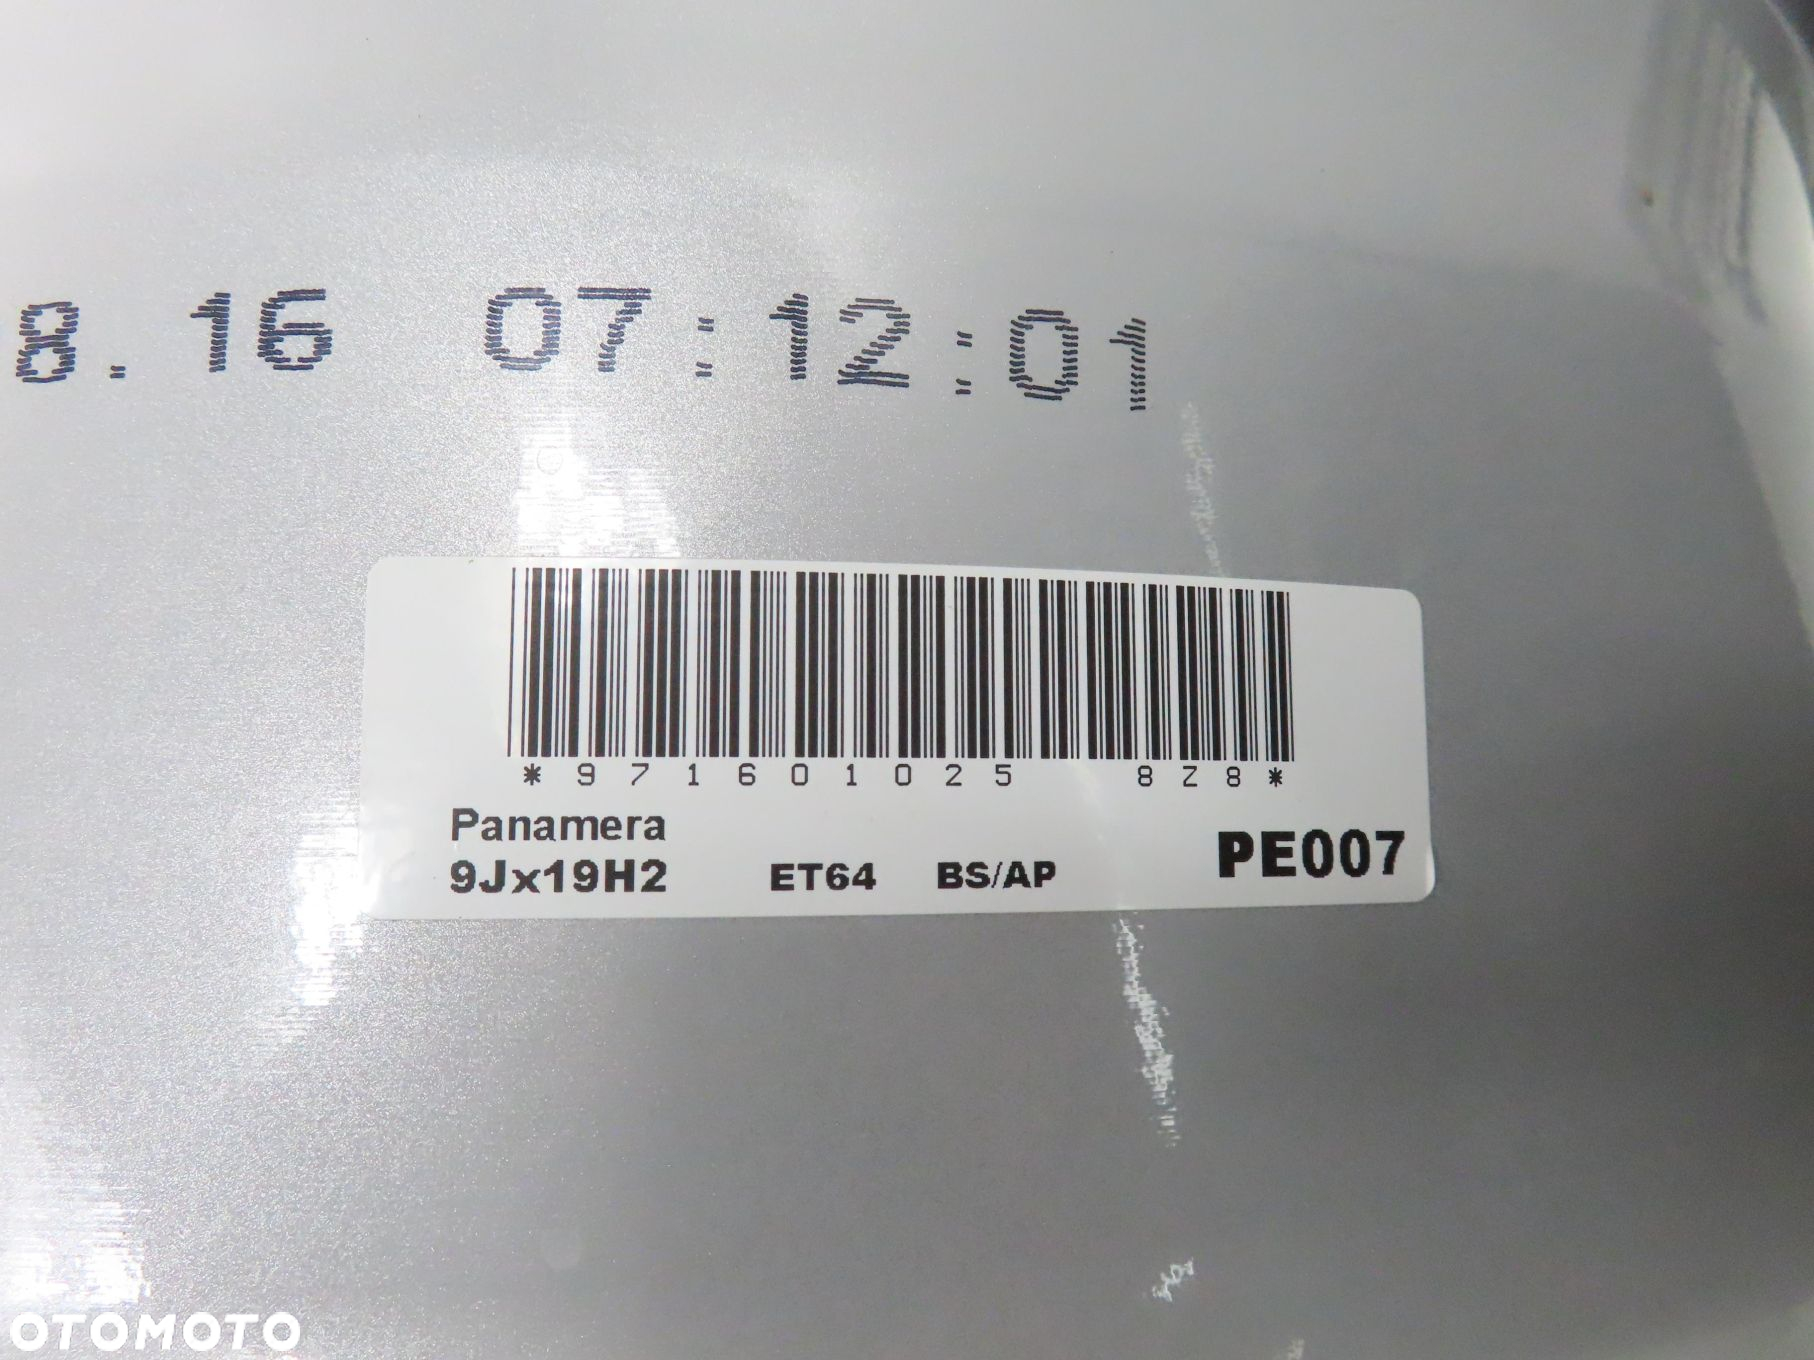 8.16 07:12:01
*971601025 8Z8*
Panamera
9Jx19H2 ET64 BS/AP PE007
OTOMOTO